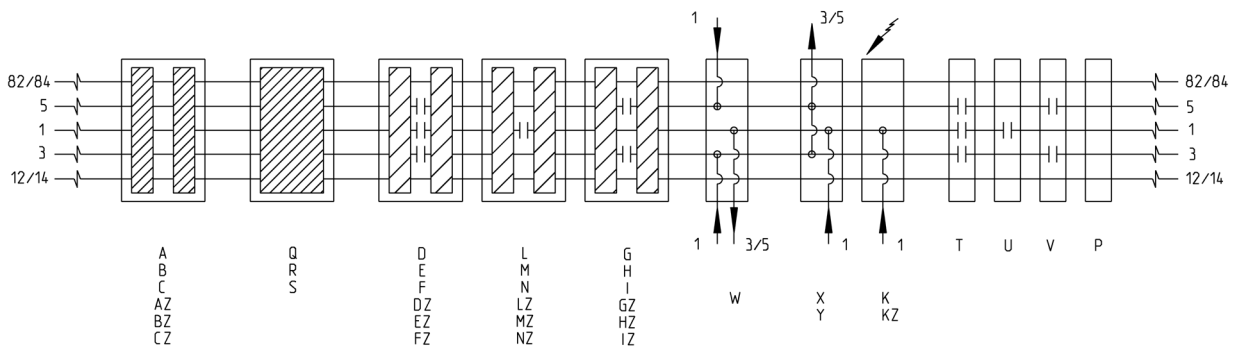 1 3/5
82/84 82/84
5 5
1 1
3 3
12/14 12/14
1 3/5 1 1 T U V P
A Q D L G
B R E M H W X K
C S F N I Y KZ
AZ DZ LZ GZ
BZ EZ MZ HZ
CZ FZ NZ IZ